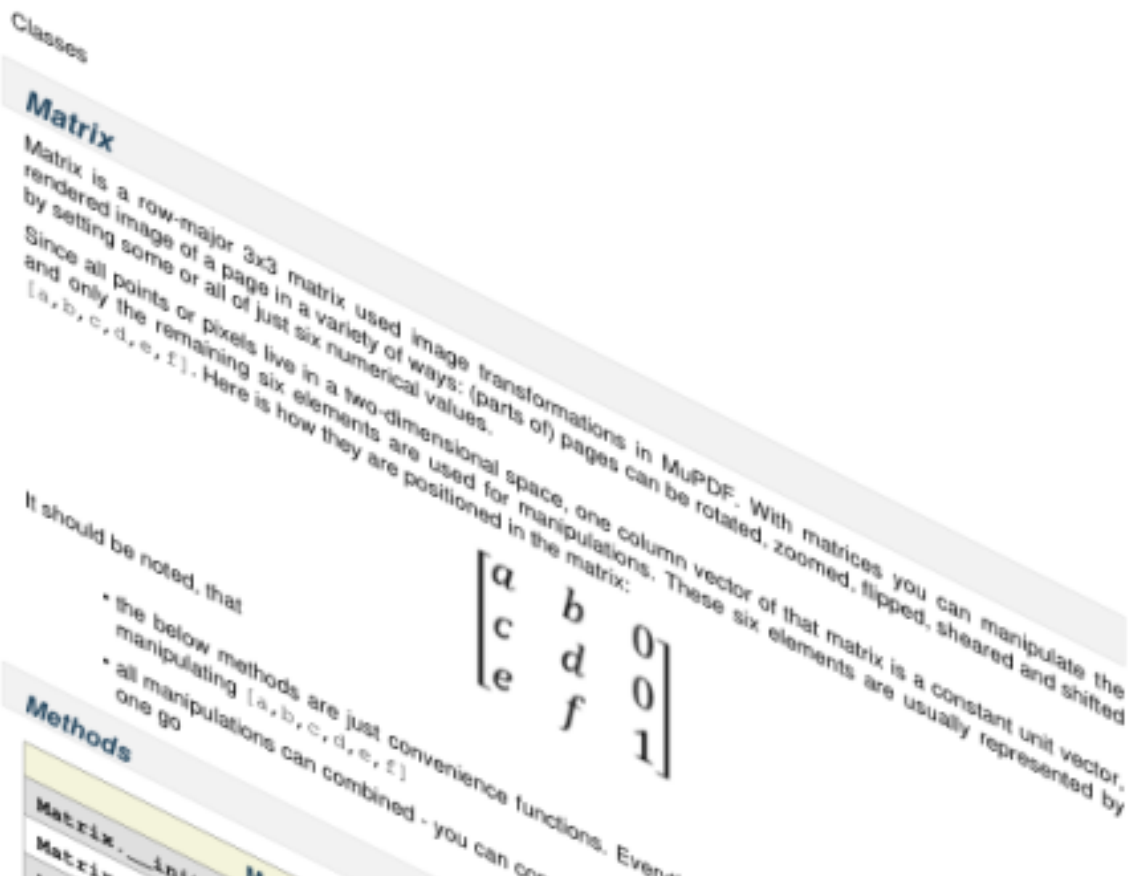 Classes
Matrix
Matrix is a row-major 3x3 matrix used image transformations in MuPDF. With matrices you can manipulate the
rendered image of a page in a variety of ways: (parts of) pages can be rotated, zoomed, flipped, sheared and shifted
by setting some or all of just six numerical values.
Since all points or pixels live in a two-dimensional space, one column vector of that matrix is a constant unit vector,
and only the remaining six elements are used for manipulations. These six elements are usually represented by
[a,b,c,d,e,f]. Here is how they are positioned in the matrix:
a b 0
c d 0
e f 1
It should be noted, that
• the below methods are just convenience functions.
manipulating [a,b,c,d,e,f]
• all manipulations can combined - you can
one go
Methods